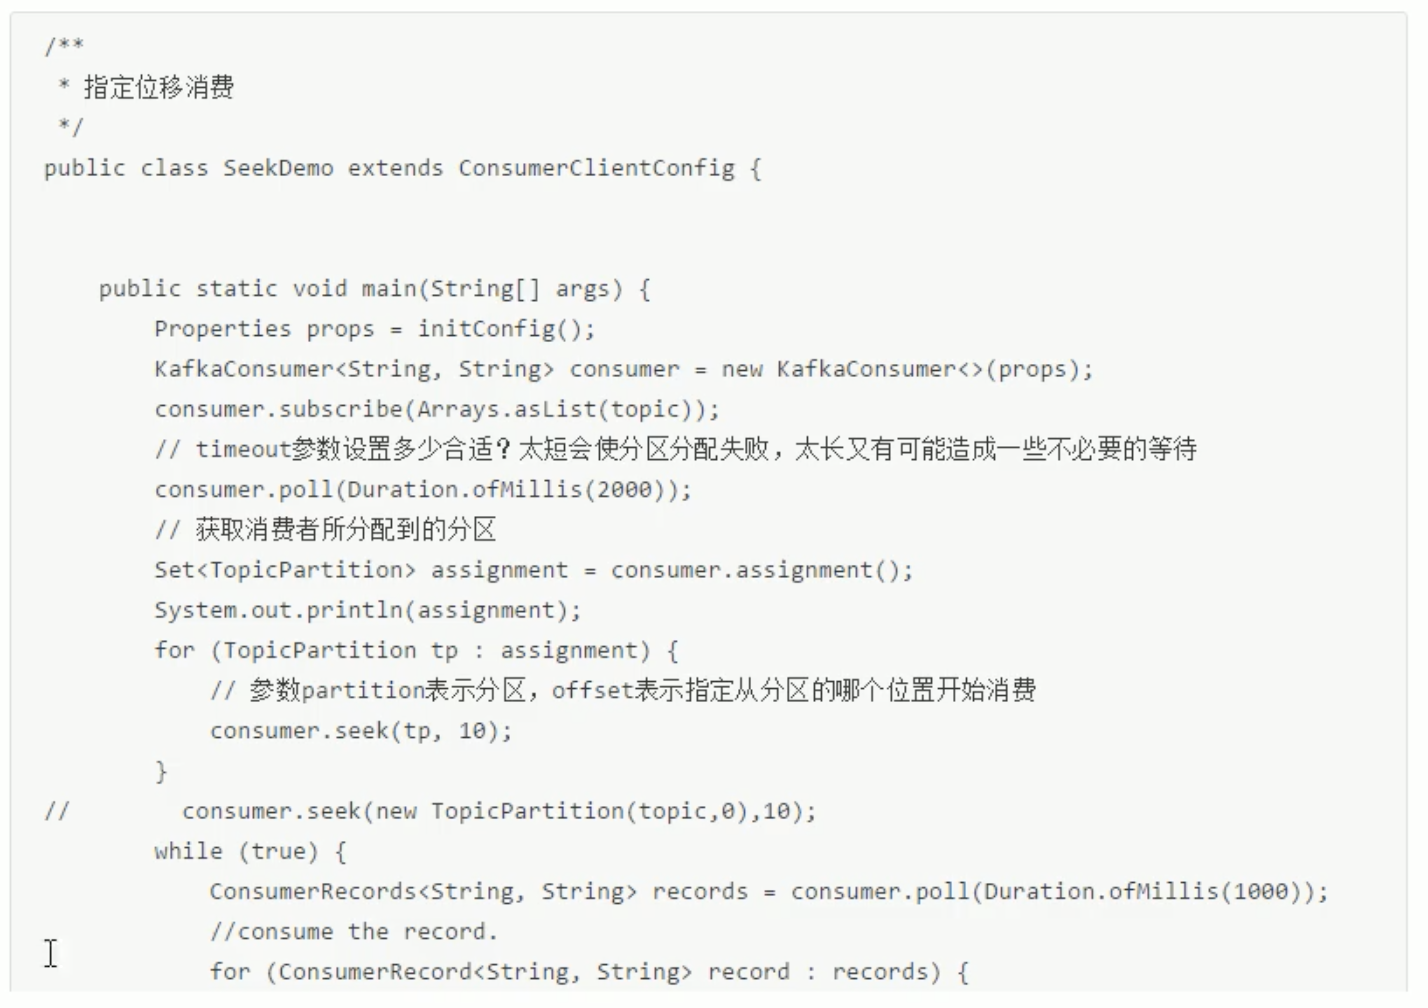 /**
 * 指定位移消费
 */
public class SeekDemo extends ConsumerClientConfig {
    public static void main(String[] args) {
        Properties props = initConfig();
        KafkaConsumer<String, String> consumer = new KafkaConsumer<>(props);
        consumer.subscribe(Arrays.asList(topic));
        // timeout参数设置多少合适？太短会使分区分配失败，太长又有可能造成一些不必要的等待
        consumer.poll(Duration.ofMillis(2000));
        // 获取消费者所分配到的分区
        Set<TopicPartition> assignment = consumer.assignment();
        System.out.println(assignment);
        for (TopicPartition tp : assignment) {
            // 参数partition表示分区，offset表示指定从分区的哪个位置开始消费
            consumer.seek(tp, 10);
        }
//        consumer.seek(new TopicPartition(topic,0),10);
        while (true) {
            ConsumerRecords<String, String> records = consumer.poll(Duration.ofMillis(1000));
            //consume the record.
            for (ConsumerRecord<String, String> record : records) {